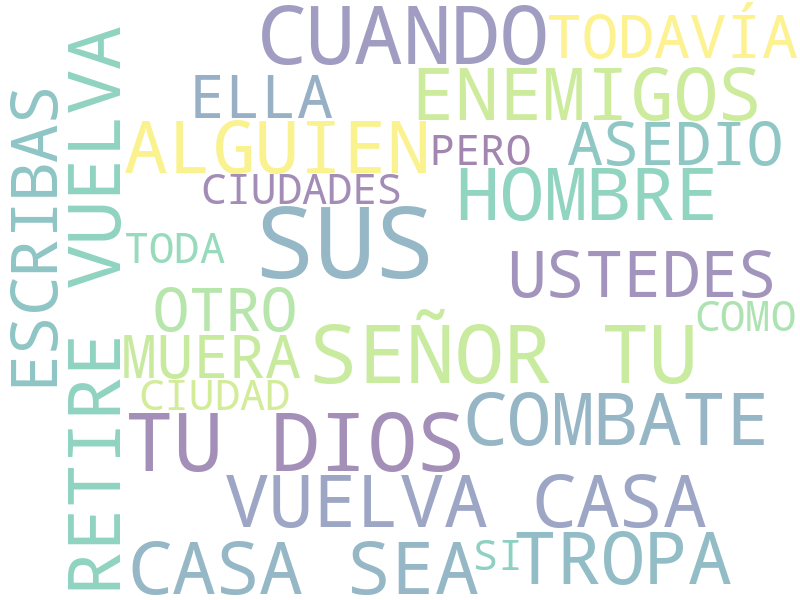 CUANDO
TODAVÍA
ELLA
ENEMIGOS
ALGUIEN
PERO
ASEDIO
CIUDADES
HOMBRE
SUS
TODA
USTEDES
OTRO
COMO
MUERA
SEÑOR TU
CIUDAD
TU DIOS
COMBATE
VUELVA CASA
CASA SEA
SI
TROPA
ESCRIBAS
RETIRE VUELVA